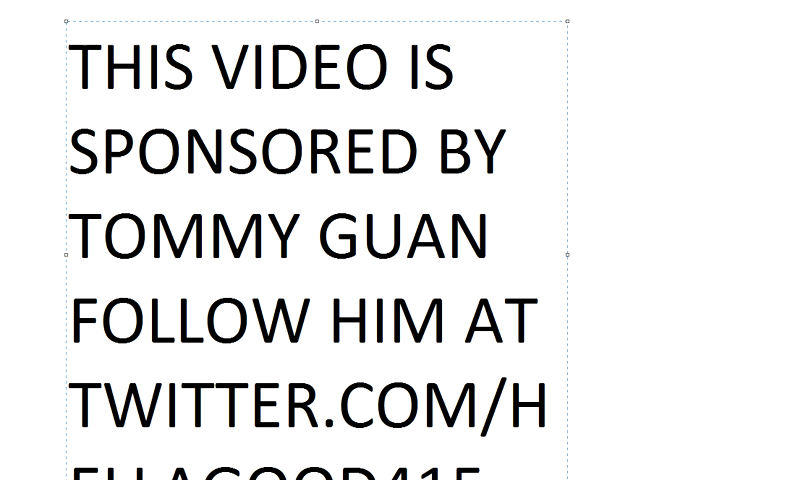 THIS VIDEO IS
SPONSORED BY
TOMMY GUAN
FOLLOW HIM AT
TWITTER.COM/H